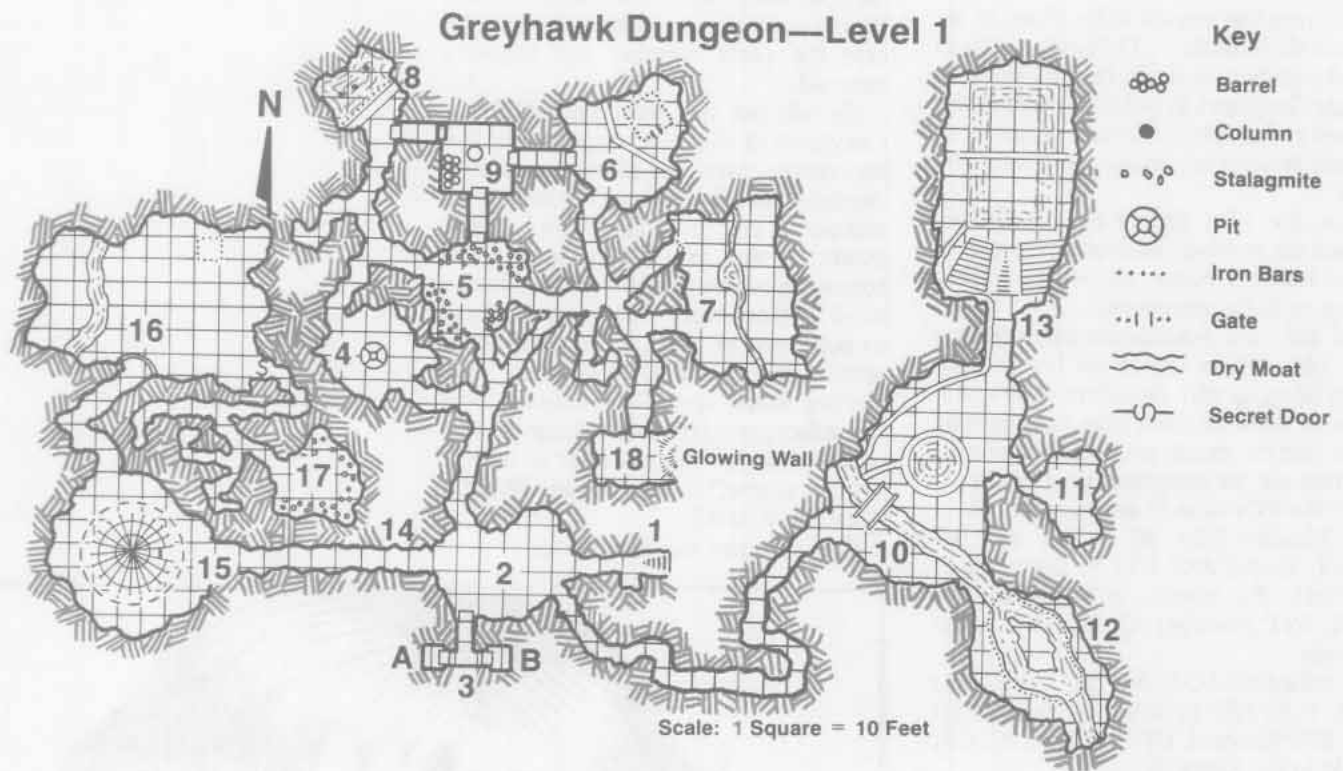 Greyhawk Dungeon—Level 1
Key
Barrel
Column
Stalagmite
Pit
Iron Bars
Gate
Dry Moat
Secret Door
N
8
9
6
5
7
16
4
13
18 Glowing Wall
17
11
14
1
15
2
10
12
A B
3
Scale: 1 Square = 10 Feet